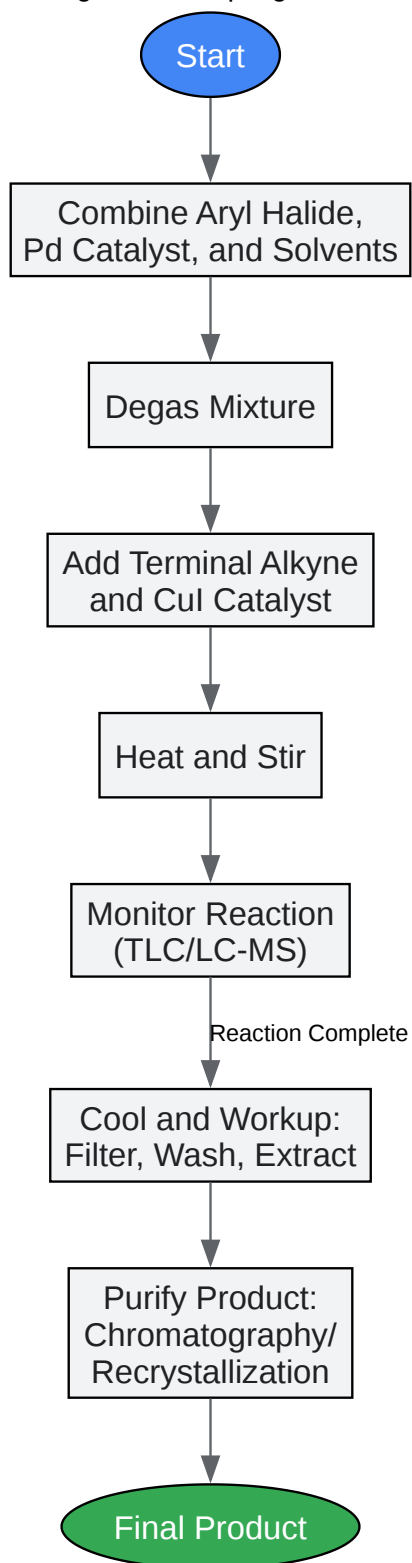 Start
Combine Aryl Halide,
Pd Catalyst, and Solvents
Degas Mixture
Add Terminal Alkyne
and CuI Catalyst
Heat and Stir
Monitor Reaction
(TLC/LC-MS)
Reaction Complete
Cool and Workup:
Filter, Wash, Extract
Purify Product:
Chromatography/
Recrystallization
Final Product